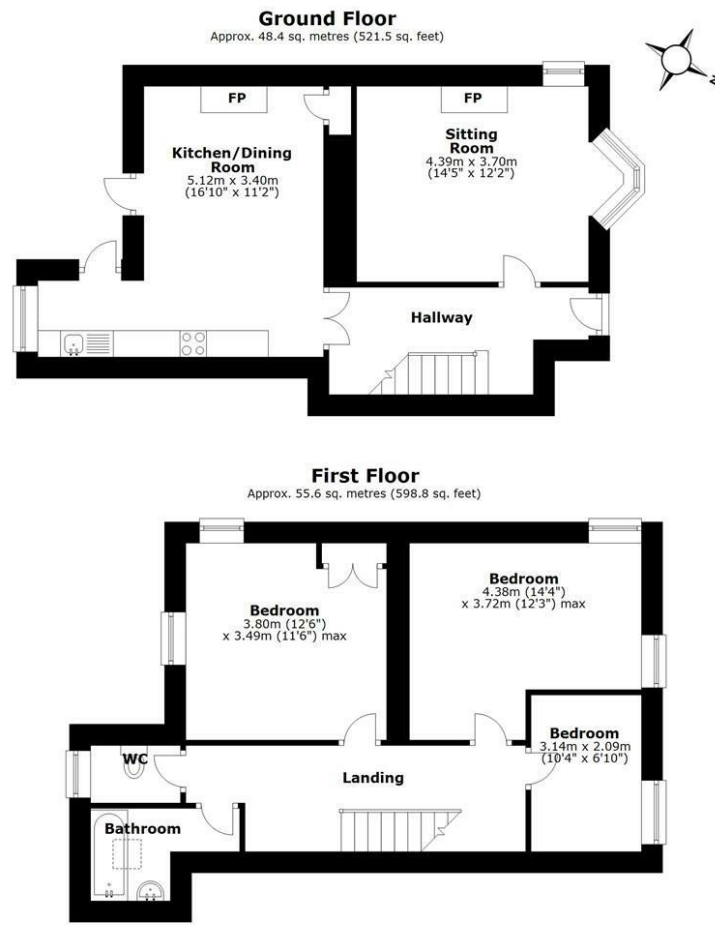 Ground Floor
Approx. 48.4 sq. metres (521.5 sq. feet)
N
FP
FP
Kitchen/Dining
Room
5.12m x 3.40m
(16'10" x 11'2")
Sitting
Room
4.39m x 3.70m
(14'5" x 12'2")
Hallway
First Floor
Approx. 55.6 sq. metres (598.8 sq. feet)
Bedroom
3.80m (12'6")
x 3.49m (11'6") max
Bedroom
4.38m (14'4")
x 3.72m (12'3") max
Bedroom
3.14m x 2.09m
(10'4" x 6'10")
WC
Landing
Bathroom